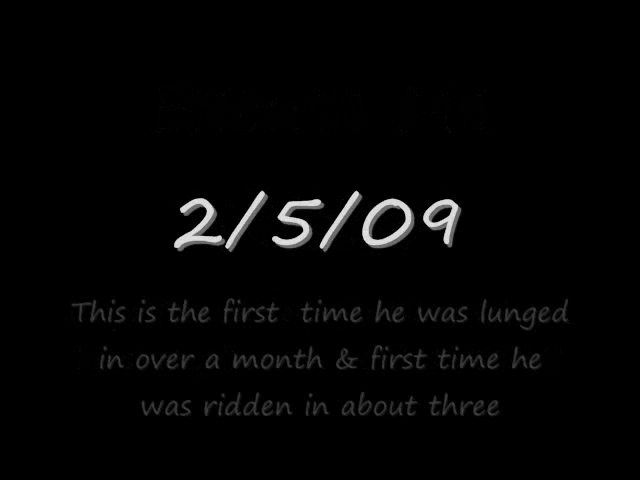 2/5/09
This is the first time he was lunged
in over a month & first time he
was ridden in about three